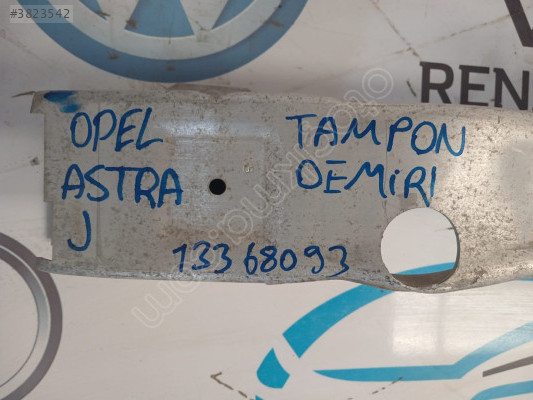 #3823542
RENA
OPEL
ASTRA
J
TAMPON
DEMiRI
13368093